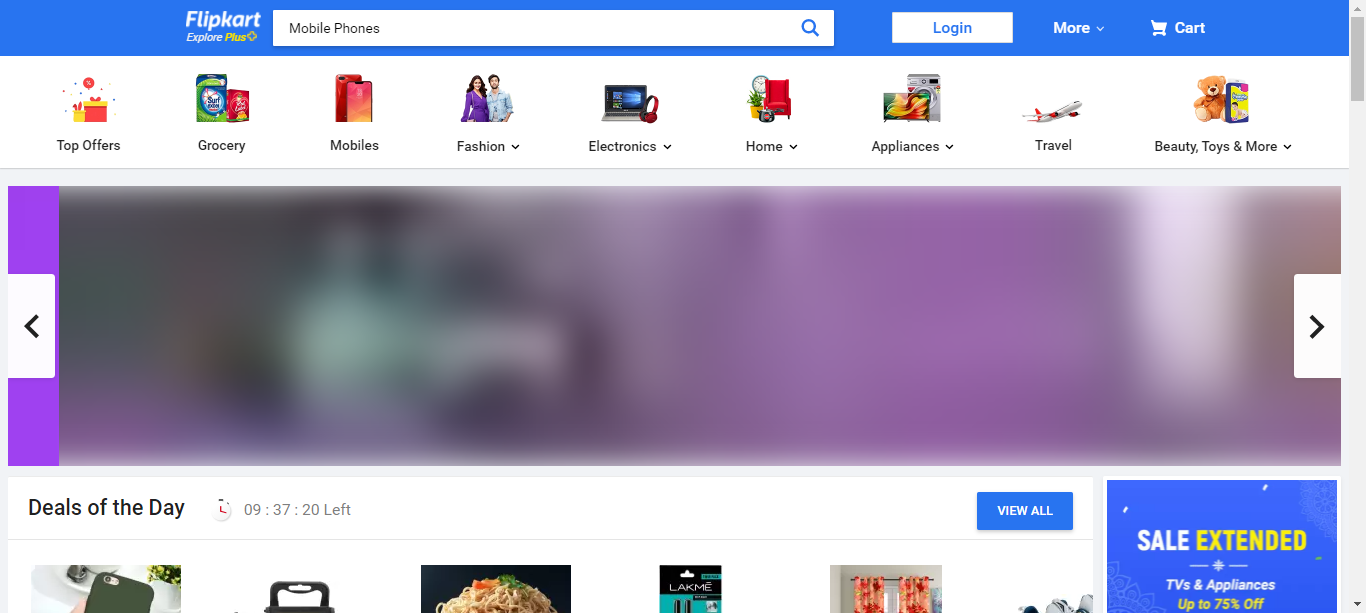 Flipkart
Explore Plus
Mobile Phones
Login
More
Cart
Top Offers
Grocery
Mobiles
Fashion
Electronics
Home
Appliances
Travel
Beauty, Toys & More
Deals of the Day
09 : 37 : 20 Left
VIEW ALL
LAKMÉ
SALE EXTENDED
TVs & Appliances
Up to 75% Off